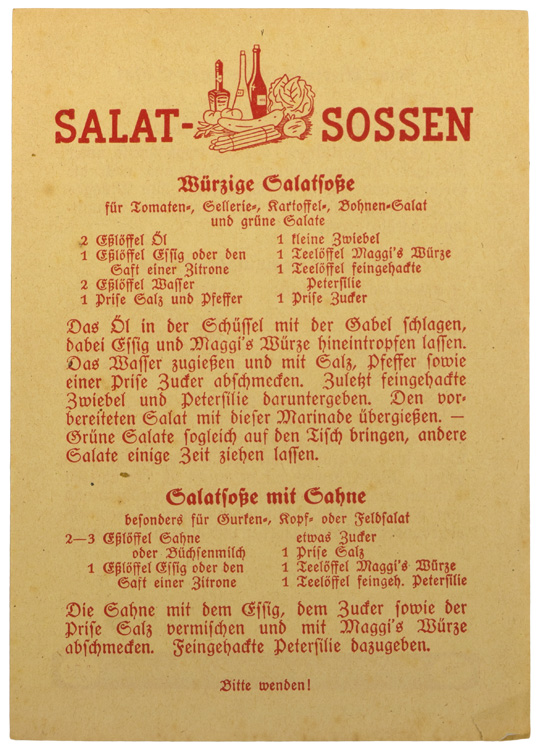 SALAT-SOSSEN
Würzige Salatsoße
für Tomaten-, Sellerie-, Kartoffel-, Bohnen-Salat
und grüne Salate
2 Eßlöffel Öl
1 Eßlöffel Essig oder den
Saft einer Zitrone
2 Eßlöffel Wasser
1 Prise Salz und Pfeffer
1 kleine Zwiebel
1 Teelöffel Maggi's Würze
1 Teelöffel feingehackte
Petersilie
1 Prise Zucker
Das Öl in der Schüssel mit der Gabel schlagen,
dabei Essig und Maggi's Würze hineintropfen lassen.
Das Wasser zugießen und mit Salz, Pfeffer sowie
einer Prise Zucker abschmecken. Zuletzt feingehackte
Zwiebel und Petersilie daruntergeben. Den vor-
bereiteten Salat mit dieser Marinade übergießen. —
Grüne Salate sogleich auf den Tisch bringen, andere
Salate einige Zeit ziehen lassen.
Salatsoße mit Sahne
besonders für Gurken-, Kopf- oder Feldsalat
2—3 Eßlöffel Sahne
oder Büchsenmilch
1 Eßlöffel Essig oder den
Saft einer Zitrone
etwas Zucker
1 Prise Salz
1 Teelöffel Maggi's Würze
1 Teelöffel feingeh. Petersilie
Die Sahne mit dem Essig, dem Zucker sowie der
Prise Salz vermischen und mit Maggi's Würze
abschmecken. Feingehackte Petersilie dazugeben.
Bitte wenden!